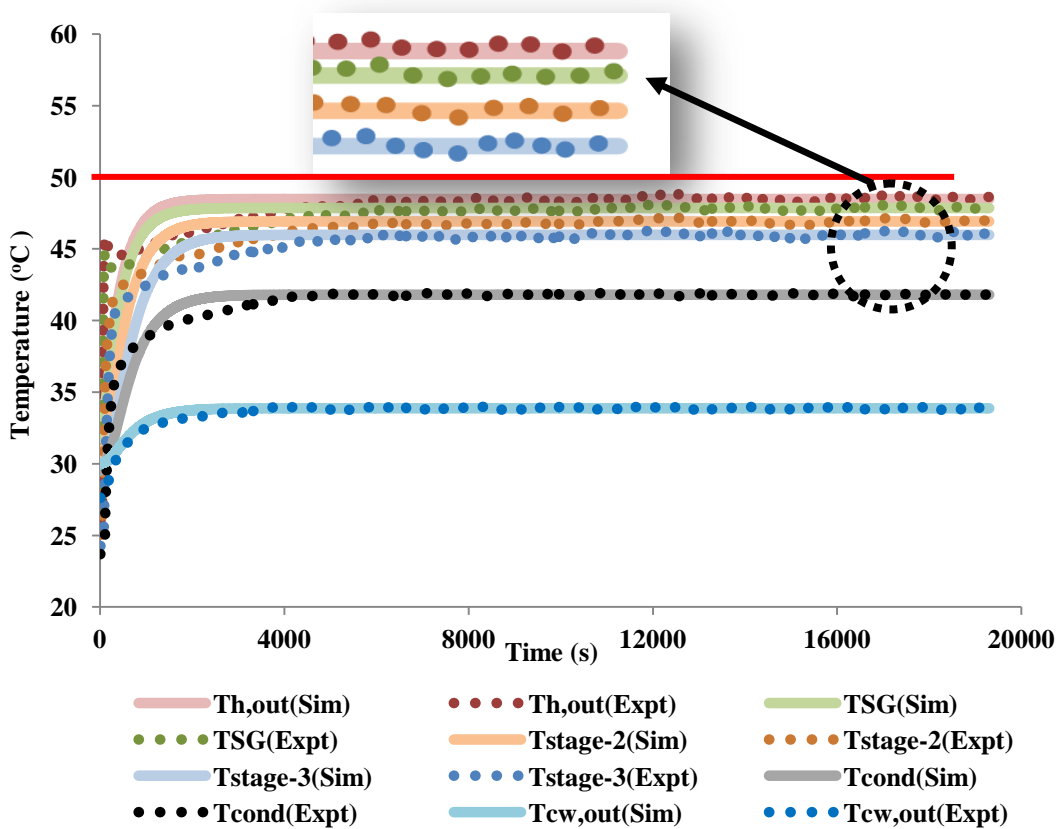 60
55
50
45
40
35
30
25
20
Temperature (oC )
0
4000
8000
12000
16000
20000
Time (s)
Th,out(Sim)
Th,out(Expt)
TSG(Sim)
TSG(Expt)
Tstage-2(Sim)
Tstage-2(Expt)
Tstage-3(Sim)
Tstage-3(Expt)
Tcond(Sim)
Tcond(Expt)
Tcw,out(Sim)
Tcw,out(Expt)